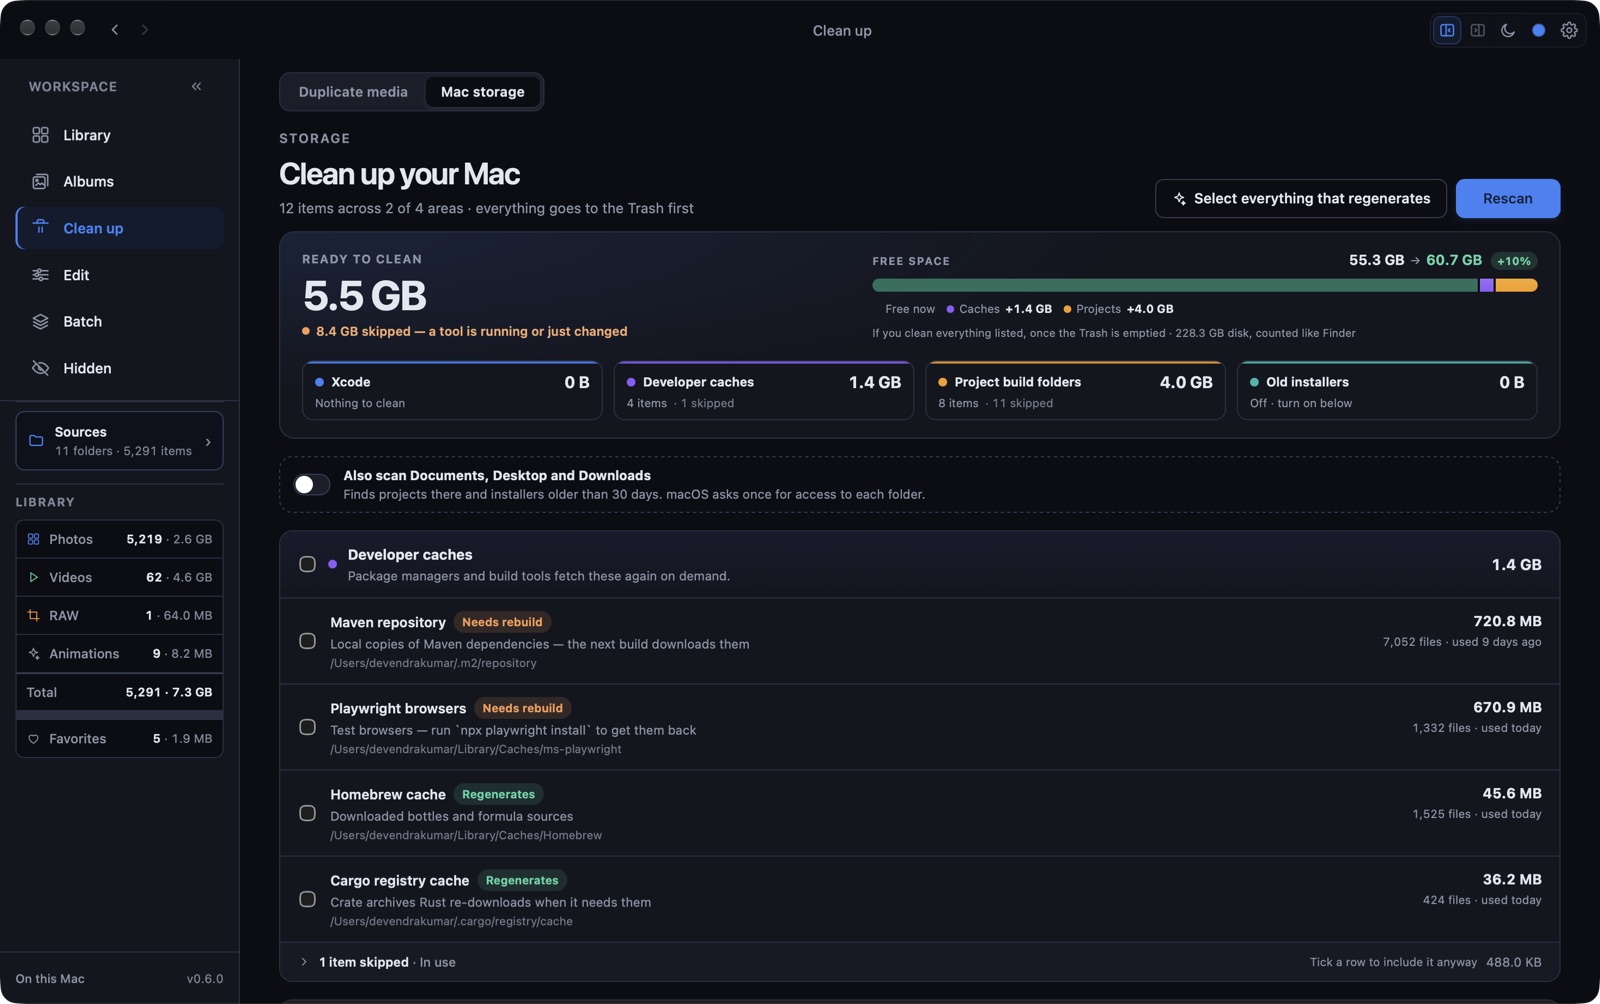 Clean up
WORKSPACE
Library
Albums
Clean up
Edit
Batch
Hidden
Sources
11 folders · 5,291 items
LIBRARY
Photos 5,219 · 2.6 GB
Videos 62 · 4.6 GB
RAW 1 · 64.0 MB
Animations 9 · 8.2 MB
Total 5,291 · 7.3 GB
Favorites 5 · 1.9 MB
On this Mac v0.6.0
Duplicate media Mac storage
STORAGE
Clean up your Mac
12 items across 2 of 4 areas · everything goes to the Trash first
Select everything that regenerates
Rescan
READY TO CLEAN
5.5 GB
8.4 GB skipped — a tool is running or just changed
FREE SPACE 55.3 GB → 60.7 GB +10%
Free now Caches +1.4 GB Projects +4.0 GB
If you clean everything listed, once the Trash is emptied · 228.3 GB disk, counted like Finder
Xcode 0 B
Nothing to clean
Developer caches 1.4 GB
4 items · 1 skipped
Project build folders 4.0 GB
8 items · 11 skipped
Old installers 0 B
Off · turn on below
Also scan Documents, Desktop and Downloads
Finds projects there and installers older than 30 days. macOS asks once for access to each folder.
Developer caches
Package managers and build tools fetch these again on demand.
1.4 GB
Maven repository Needs rebuild
Local copies of Maven dependencies — the next build downloads them
/Users/devendrakumar/.m2/repository
720.8 MB
7,052 files · used 9 days ago
Playwright browsers Needs rebuild
Test browsers — run `npx playwright install` to get them back
/Users/devendrakumar/Library/Caches/ms-playwright
670.9 MB
1,332 files · used today
Homebrew cache Regenerates
Downloaded bottles and formula sources
/Users/devendrakumar/Library/Caches/Homebrew
45.6 MB
1,525 files · used today
Cargo registry cache Regenerates
Crate archives Rust re-downloads when it needs them
/Users/devendrakumar/.cargo/registry/cache
36.2 MB
424 files · used today
1 item skipped · In use
Tick a row to include it anyway 488.0 KB